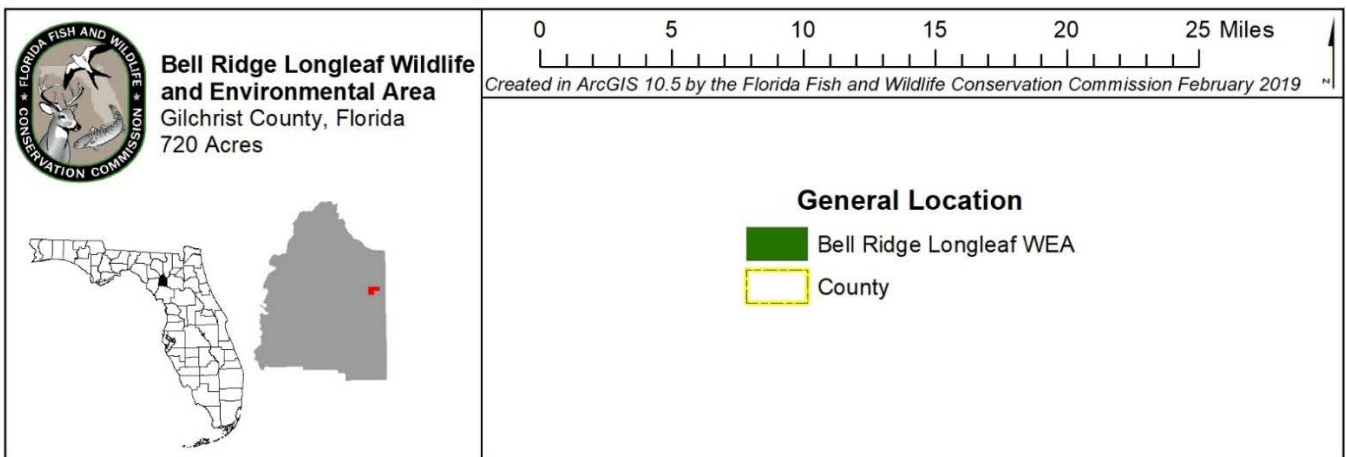 FLORIDA FISH AND WILDLIFE
CONSERVATION COMMISSION
Bell Ridge Longleaf Wildlife
and Environmental Area
Gilchrist County, Florida
720 Acres
0 5 10 15 20 25 Miles
Created in ArcGIS 10.5 by the Florida Fish and Wildlife Conservation Commission February 2019
N
General Location
Bell Ridge Longleaf WEA
County